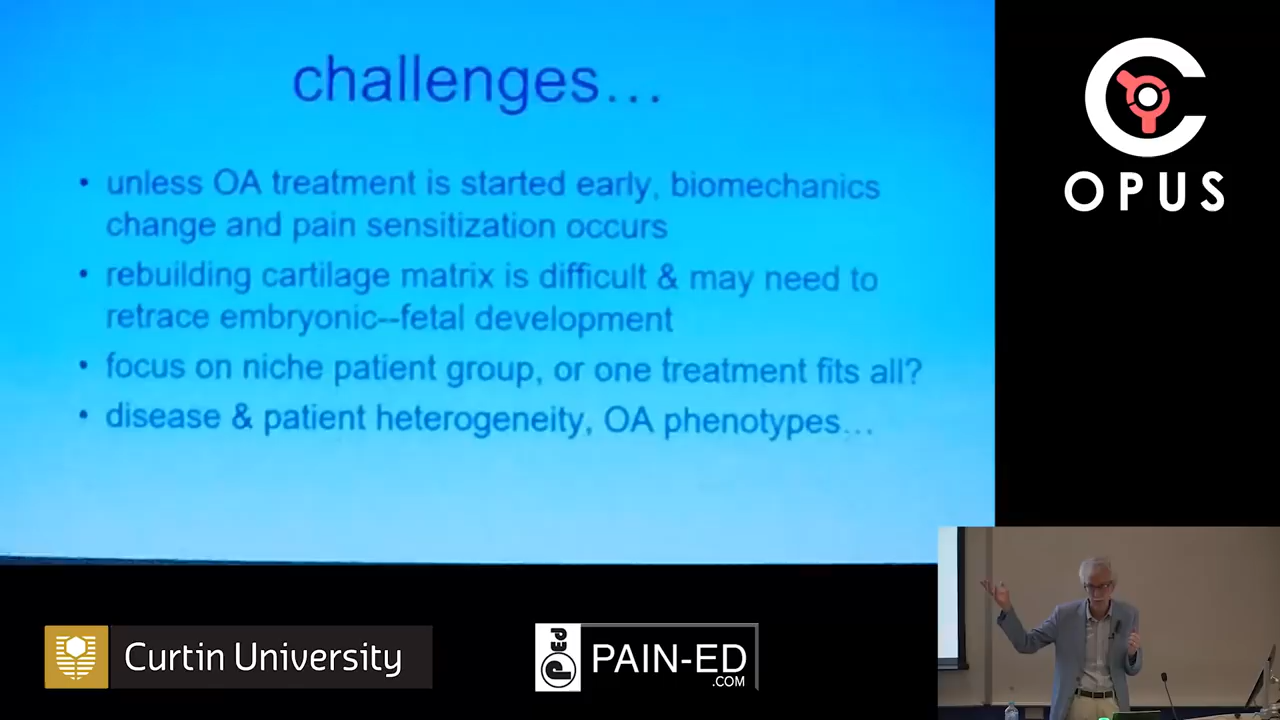 challenges...
• unless OA treatment is started early, biomechanics
change and pain sensitization occurs
• rebuilding cartilage matrix is difficult & may need to
retrace embryonic--fetal development
• focus on niche patient group, or one treatment fits all?
• disease & patient heterogeneity, OA phenotypes...
OPUS
Curtin University
PED
PAIN-ED
.COM